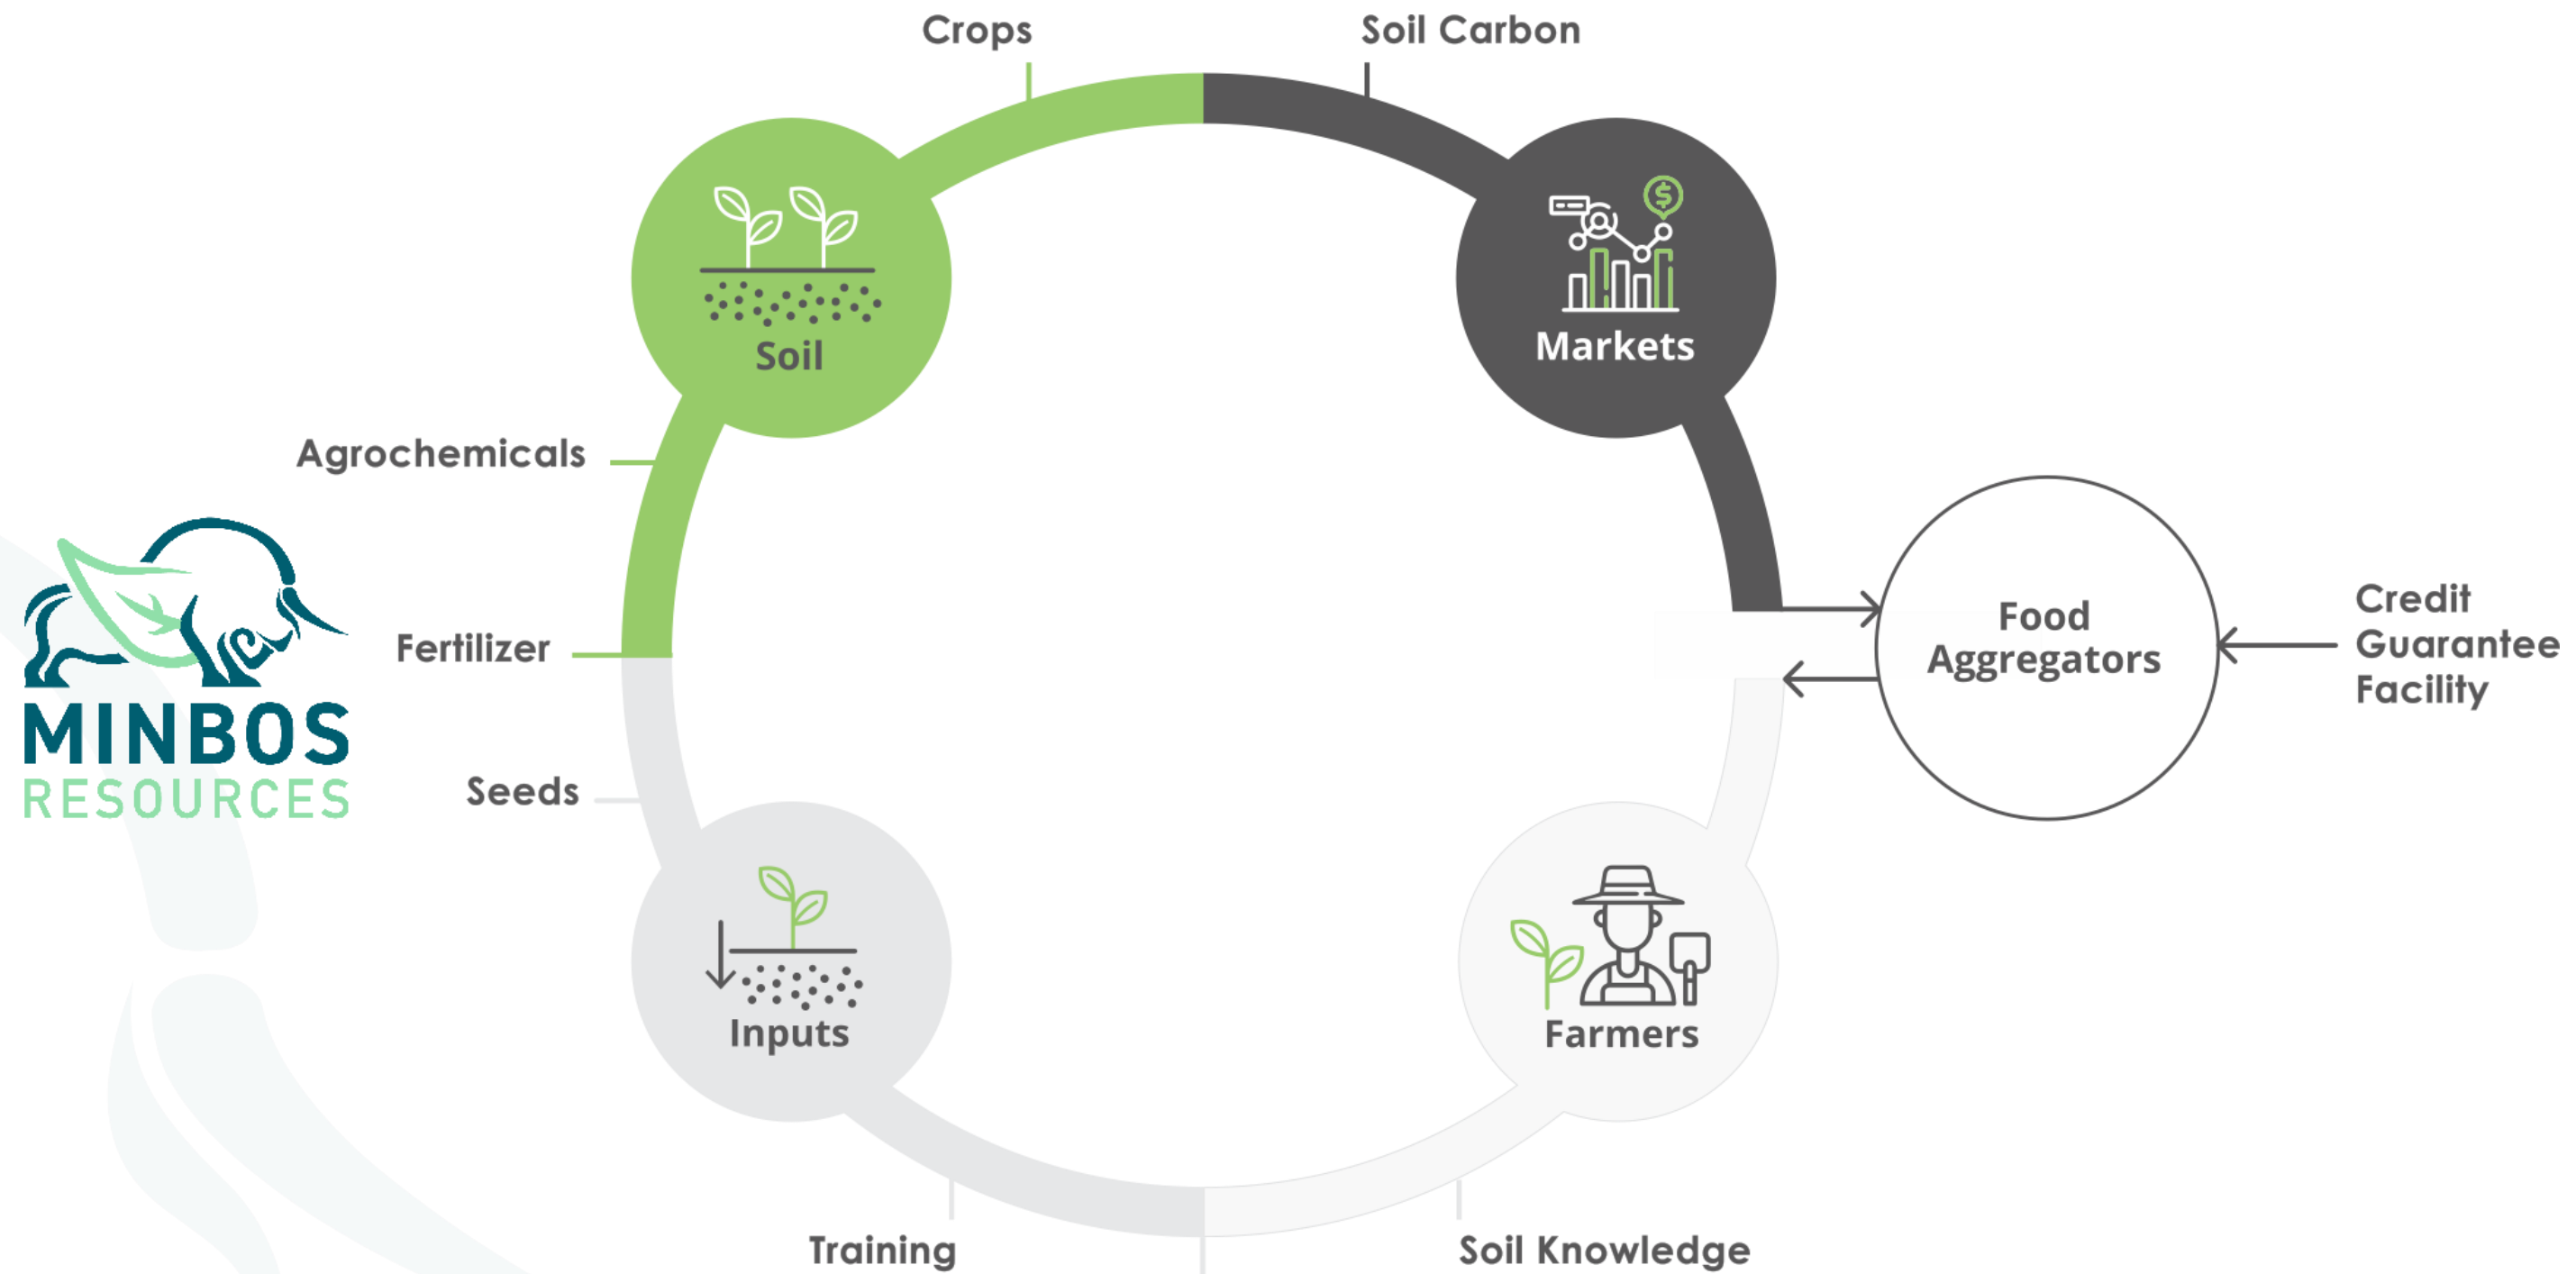 Crops
Soil Carbon
Soil
Markets
Agrochemicals
MINBOS
RESOURCES
Fertilizer
Food
Aggregators
Credit
Guarantee
Facility
Seeds
Inputs
Farmers
Training
Soil Knowledge
$